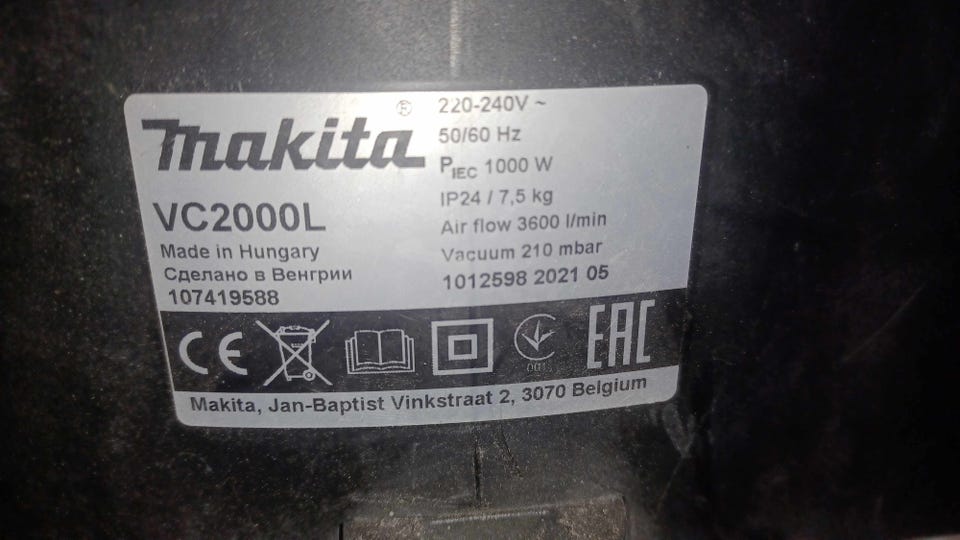 makita
VC2000L
Made in Hungary
Сделано в Венгрии
107419588
220-240V ~
50/60 Hz
PIEC 1000 W
IP24 / 7,5 kg
Air flow 3600 l/min
Vacuum 210 mbar
1012598 2021 05
CE
EAC
Makita, Jan-Baptist Vinkstraat 2, 3070 Belgium